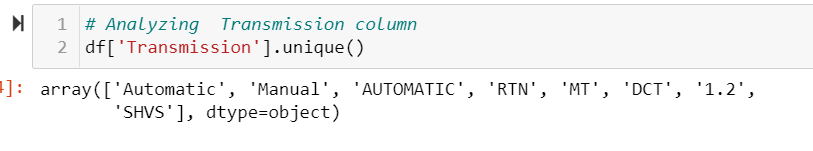 1 # Analyzing  Transmission column
2 df['Transmission'].unique()
]: array(['Automatic', 'Manual', 'AUTOMATIC', 'RTN', 'MT', 'DCT', '1.2',
'SHVS'], dtype=object)